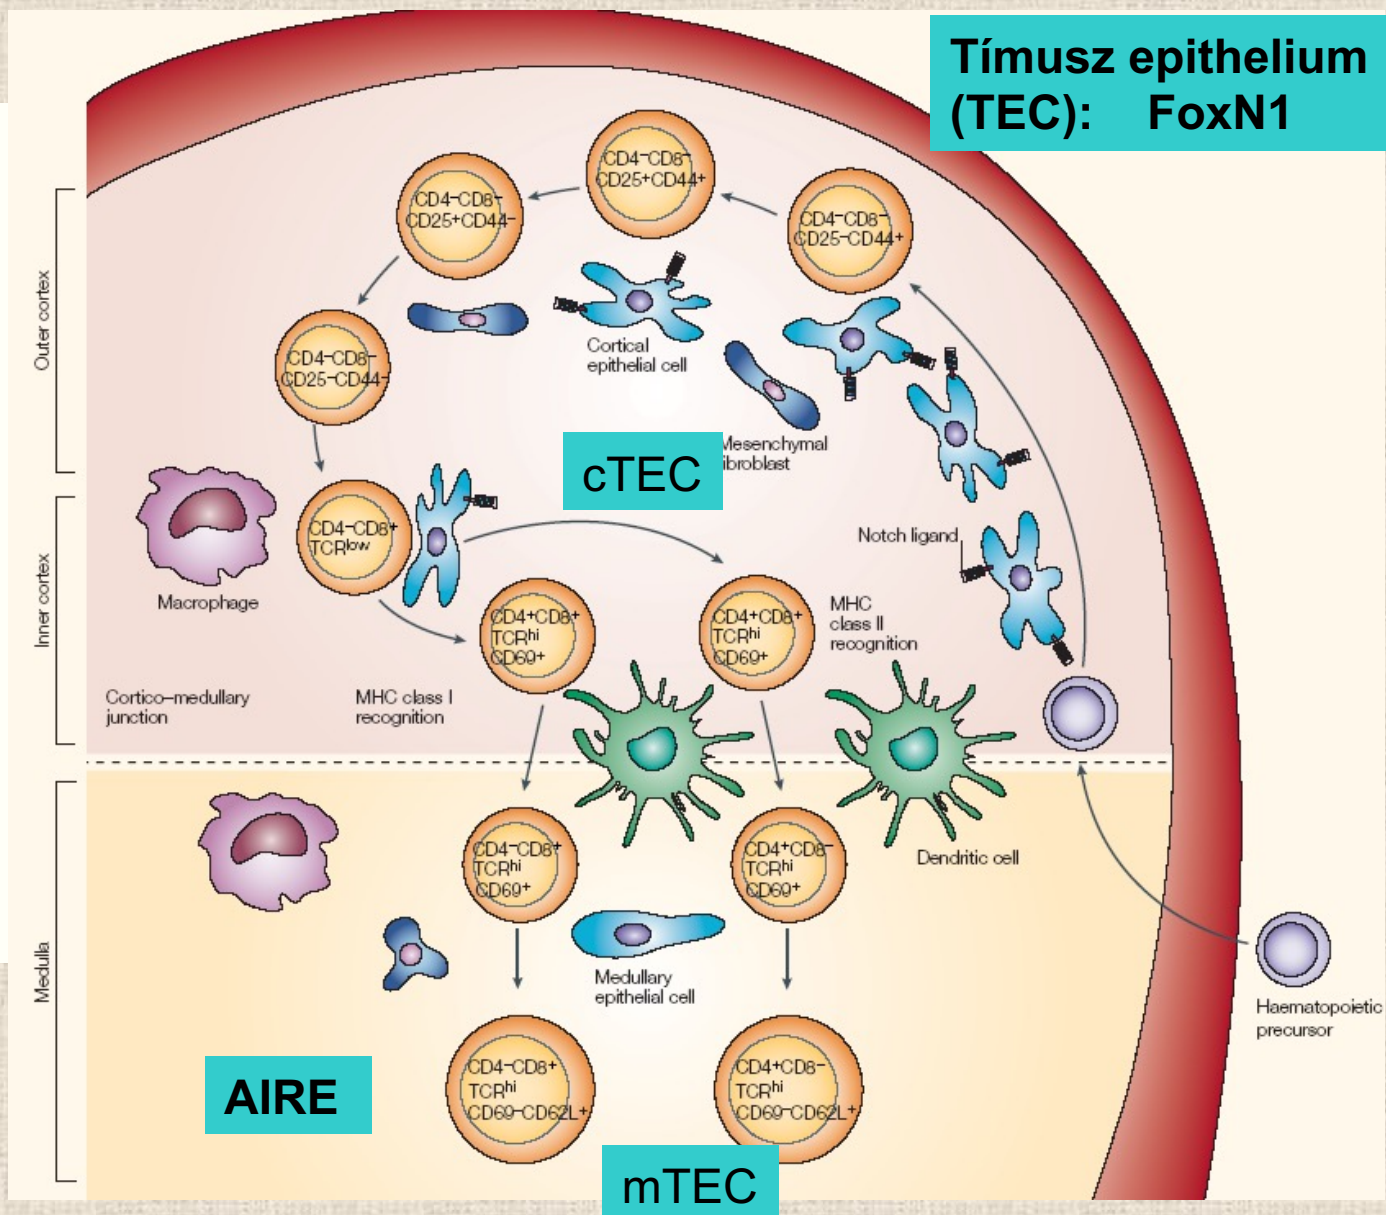 Tímusz epithelium
(TEC): FoxN1
CD4–CD8–
CD25+CD44+
CD4–CD8–
CD25+CD44–
CD4–CD8–
CD25–CD44+
Outer cortex
CD4–CD8–
CD25–CD44–
Cortical
epithelial cell
Mesenchymal
fibroblast
cTEC
Inner cortex
Macrophage
CD4–CD8+
TCRlow
Notch ligand
CD4+CD8+
TCRhi
CD69+
CD4+CD8+
TCRhi
CD69+
MHC
class II
recognition
Cortico–medullary
junction
MHC class I
recognition
Medulla
CD4–CD8+
TCRhi
CD69+
CD4+CD8–
TCRhi
CD69+
Dendritic cell
Medullary
epithelial cell
Haematopoietic
precursor
AIRE
CD4–CD8+
TCRhi
CD69–CD62L+
CD4+CD8–
TCRhi
CD69–CD62L+
mTEC